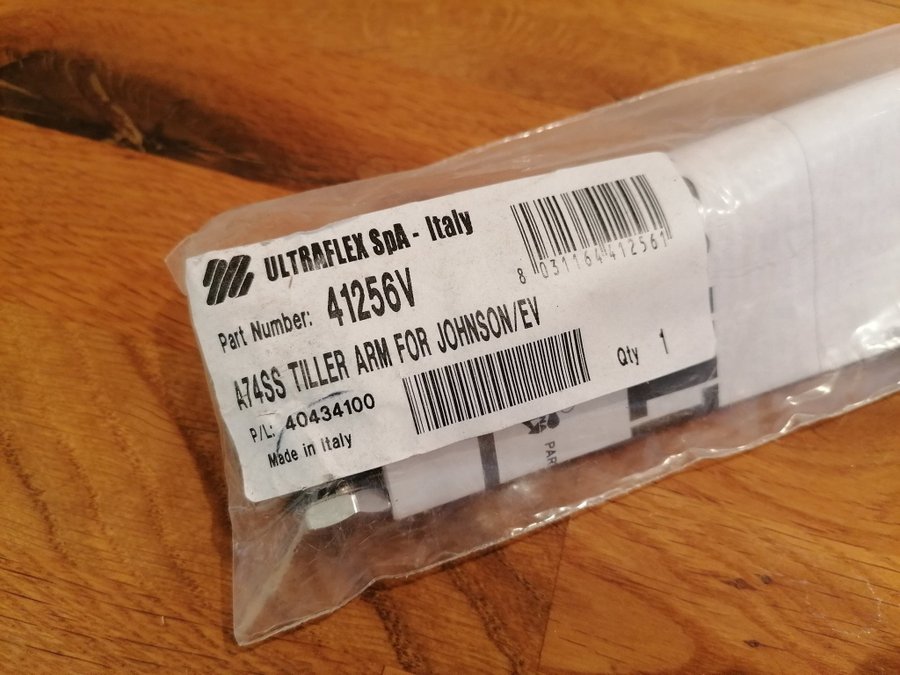 ULTRAFLEX SpA - Italy
8 031164 412561
Part Number: 41256V
A74SS TILLER ARM FOR JOHNSON/EV
Qty 1
P/L: 40434100
Made in Italy
PAR